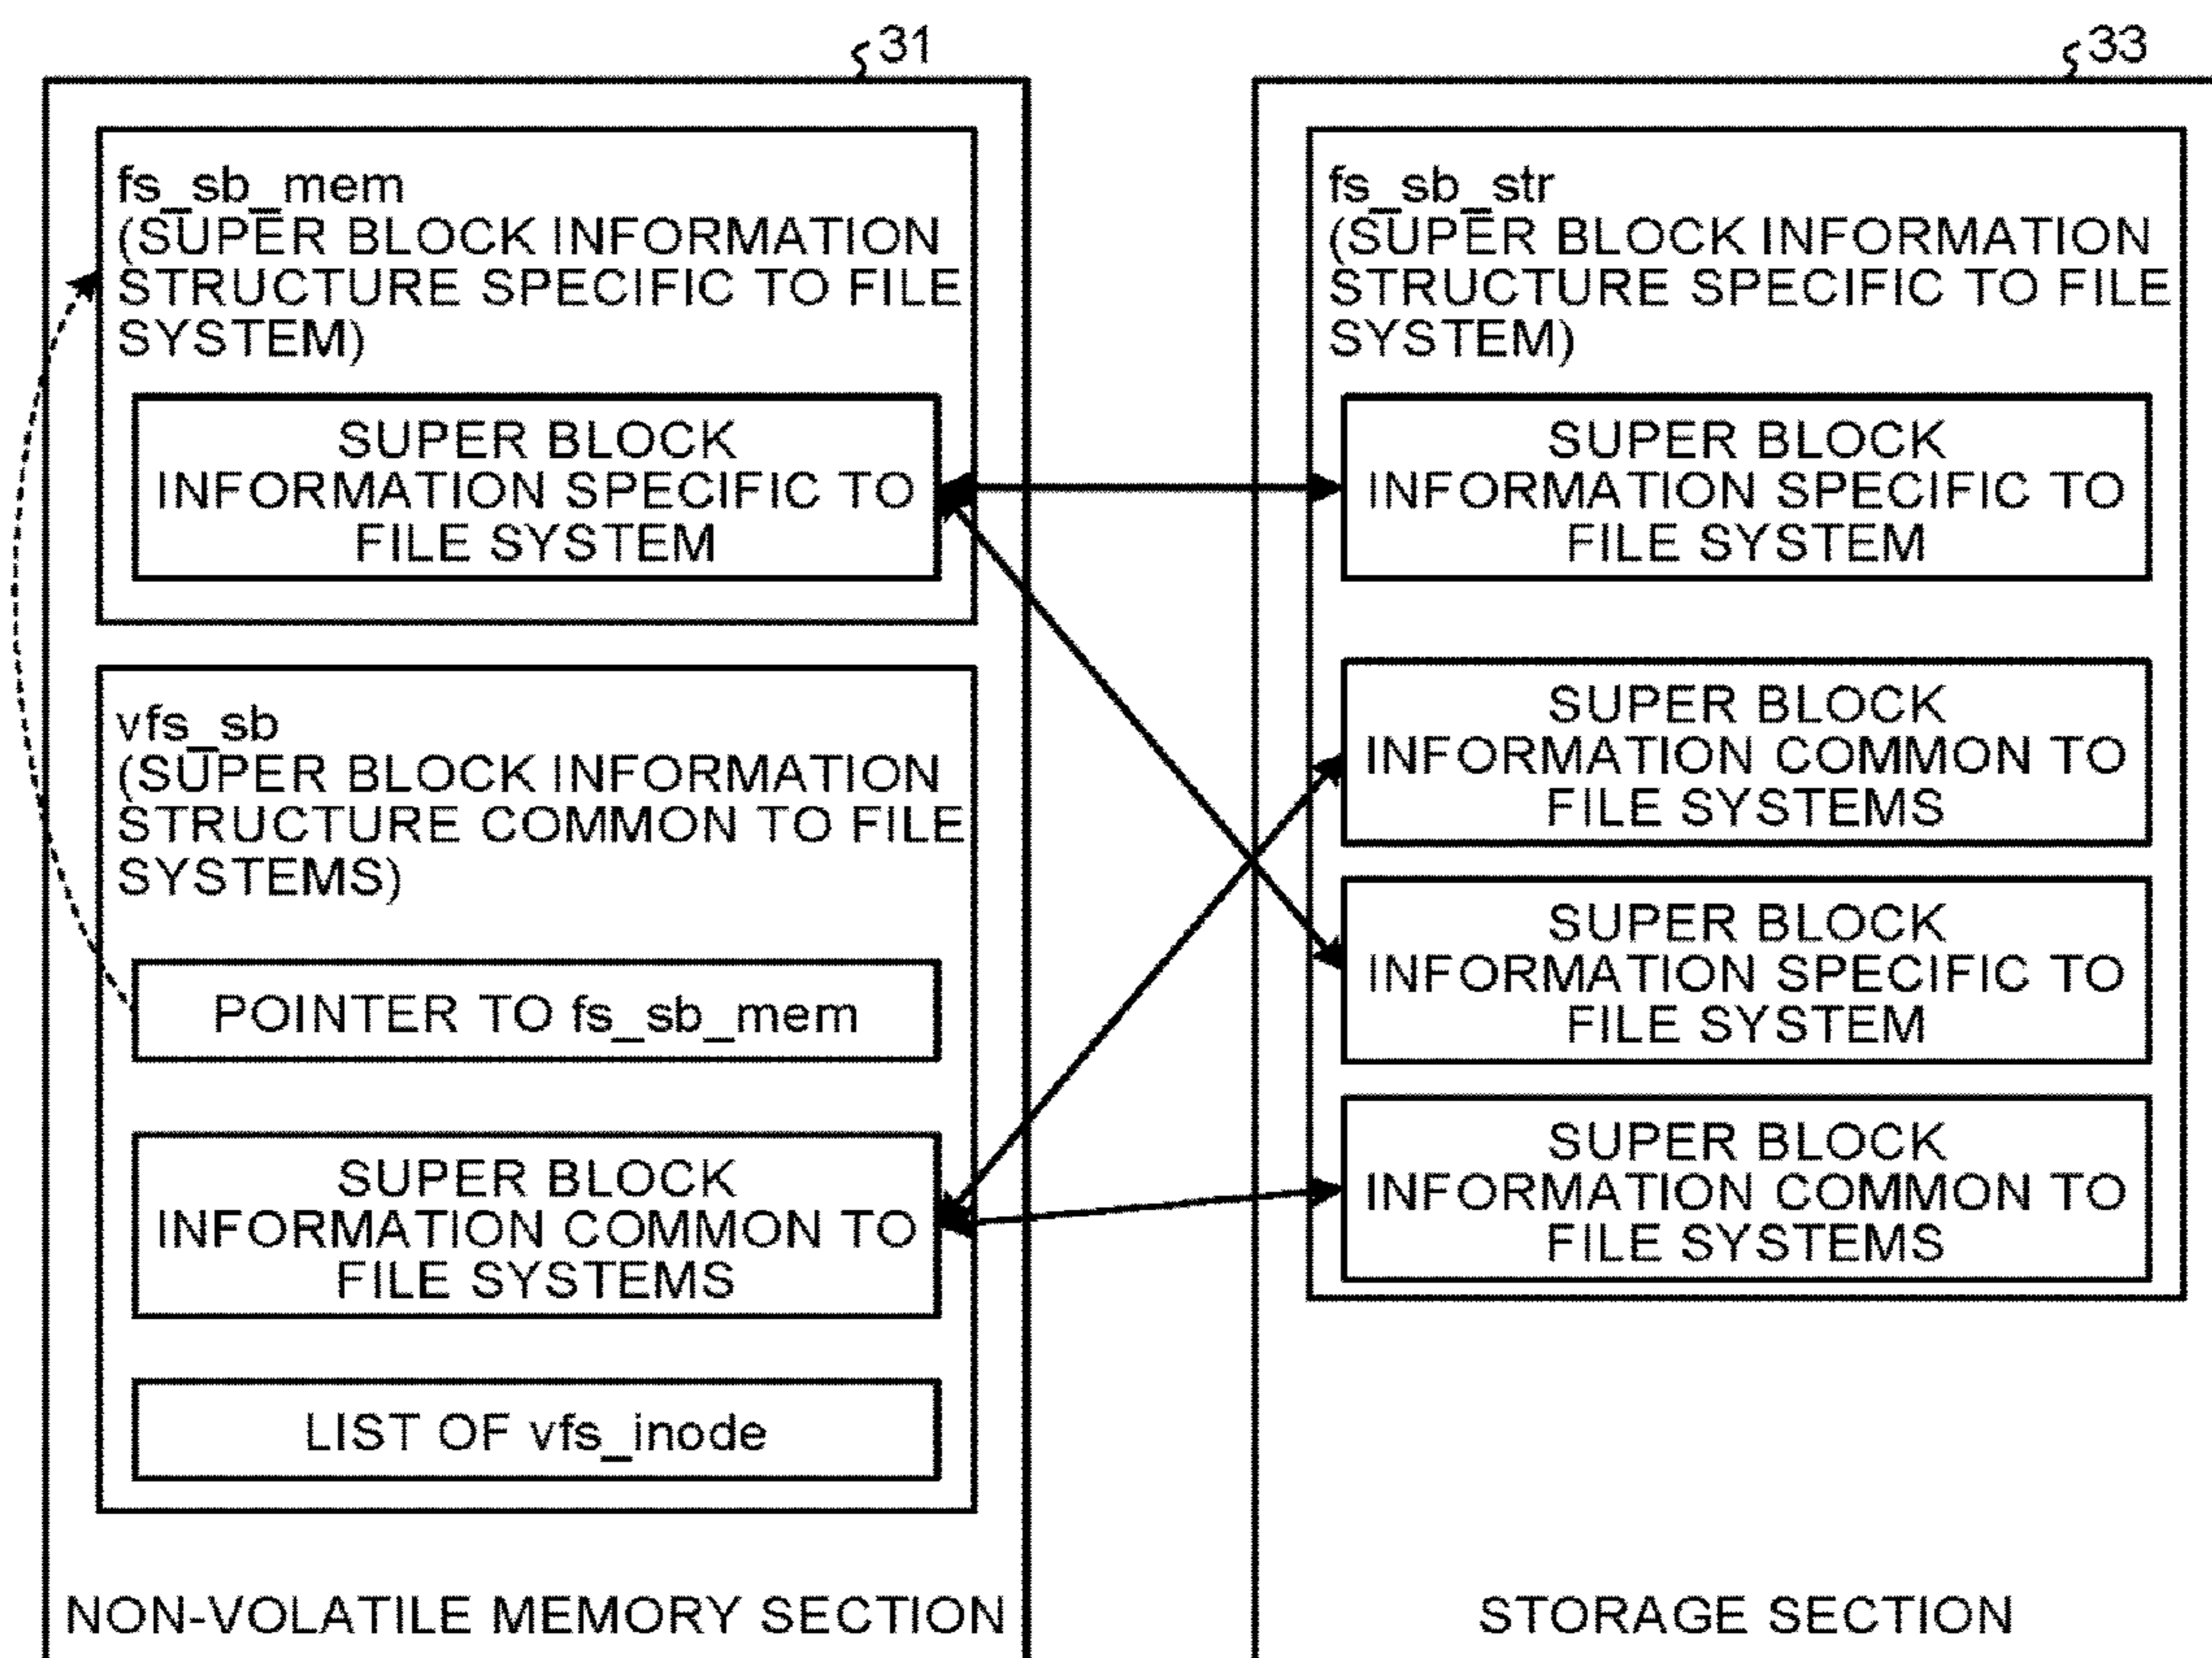 31
fs_sb_mem
(SUPER BLOCK INFORMATION
STRUCTURE SPECIFIC TO FILE
SYSTEM)
SUPER BLOCK
INFORMATION SPECIFIC TO
FILE SYSTEM
vfs_sb
(SUPER BLOCK INFORMATION
STRUCTURE COMMON TO FILE
SYSTEMS)
POINTER TO fs_sb_mem
SUPER BLOCK
INFORMATION COMMON TO
FILE SYSTEMS
LIST OF vfs_inode
NON-VOLATILE MEMORY SECTION
33
fs_sb_str
(SUPER BLOCK INFORMATION
STRUCTURE SPECIFIC TO FILE
SYSTEM)
SUPER BLOCK
INFORMATION SPECIFIC TO
FILE SYSTEM
SUPER BLOCK
INFORMATION COMMON TO
FILE SYSTEMS
SUPER BLOCK
INFORMATION SPECIFIC TO
FILE SYSTEM
SUPER BLOCK
INFORMATION COMMON TO
FILE SYSTEMS
STORAGE SECTION